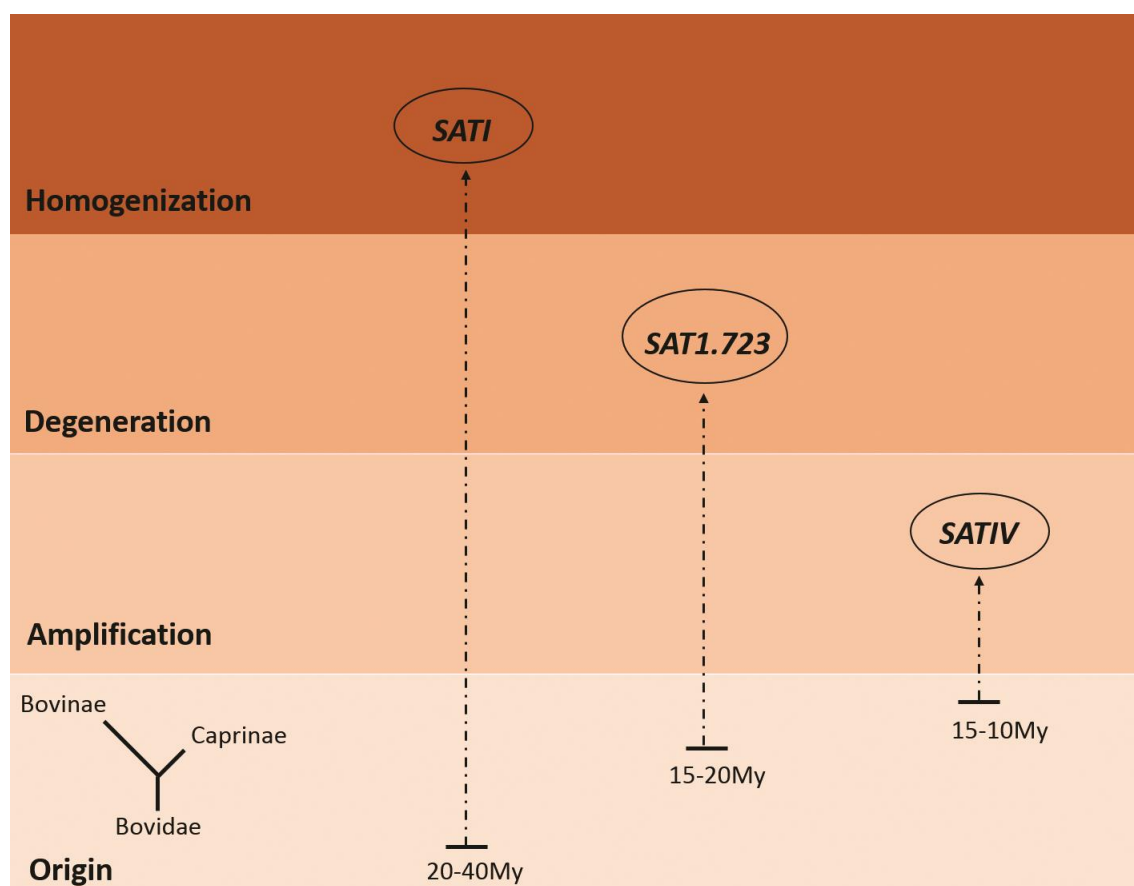 SATI
Homogenization
SAT1.723
Degeneration
SATIV
Amplification
Bovinae
Caprinae
Bovidae
15-10My
15-20My
20-40My
Origin